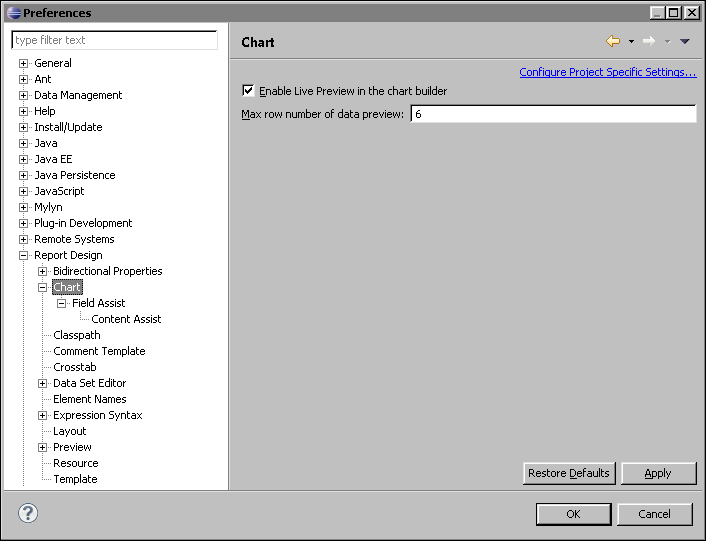 Preferences
type filter text
General
Ant
Data Management
Help
Install/Update
Java
Java EE
Java Persistence
JavaScript
Mylyn
Plug-in Development
Remote Systems
Report Design
Bidirectional Properties
Chart
Field Assist
Content Assist
Classpath
Comment Template
Crosstab
Data Set Editor
Element Names
Expression Syntax
Layout
Preview
Resource
Template
Chart
Configure Project Specific Settings...
Enable Live Preview in the chart builder
Max row number of data preview: 6
Restore Defaults Apply
? OK Cancel